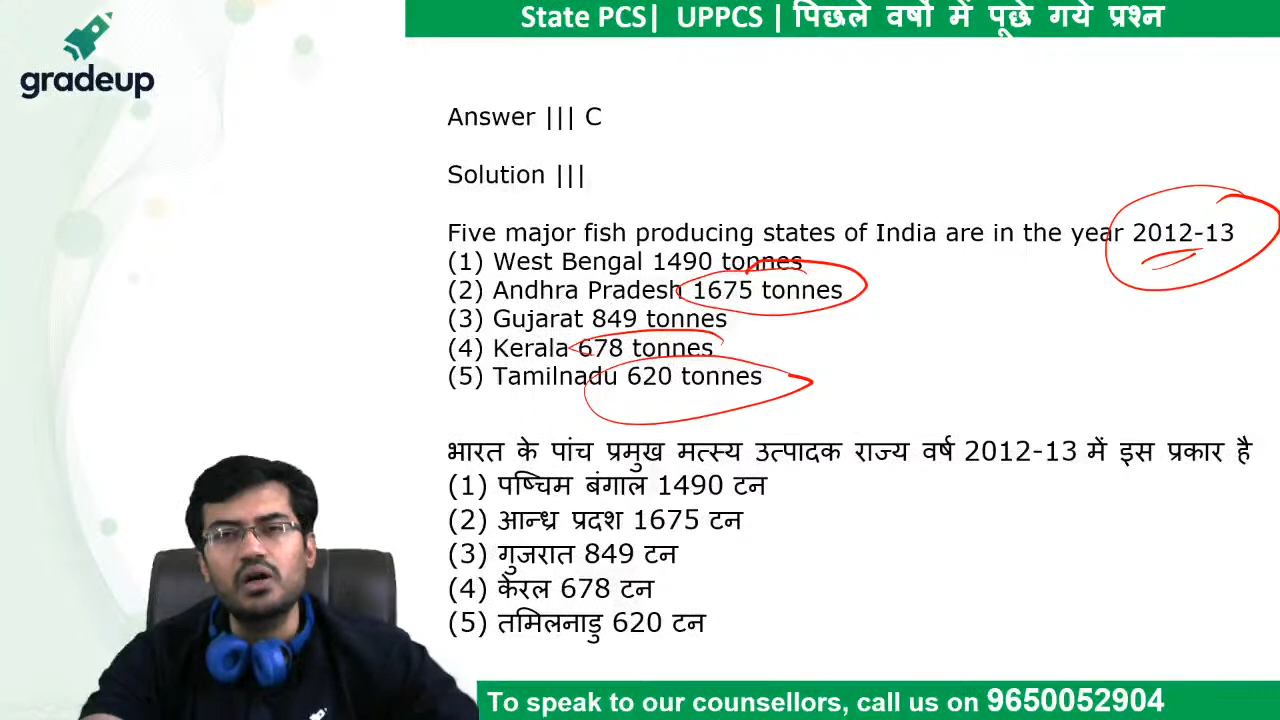 State PCS| UPPCS | पिछले वर्षो में पूछे गये प्रश्न
gradeup
Answer ||| C
Solution |||
Five major fish producing states of India are in the year 2012-13
(1) West Bengal 1490 tonnes
(2) Andhra Pradesh 1675 tonnes
(3) Gujarat 849 tonnes
(4) Kerala 678 tonnes
(5) Tamilnadu 620 tonnes
भारत के पांच प्रमुख मत्स्य उत्पादक राज्य वर्ष 2012-13 में इस प्रकार है
(1) पष्चिम बंगाल 1490 टन
(2) आन्ध्र प्रदश 1675 टन
(3) गुजरात 849 टन
(4) केरल 678 टन
(5) तमिलनाडु 620 टन
To speak to our counsellors, call us on 9650052904